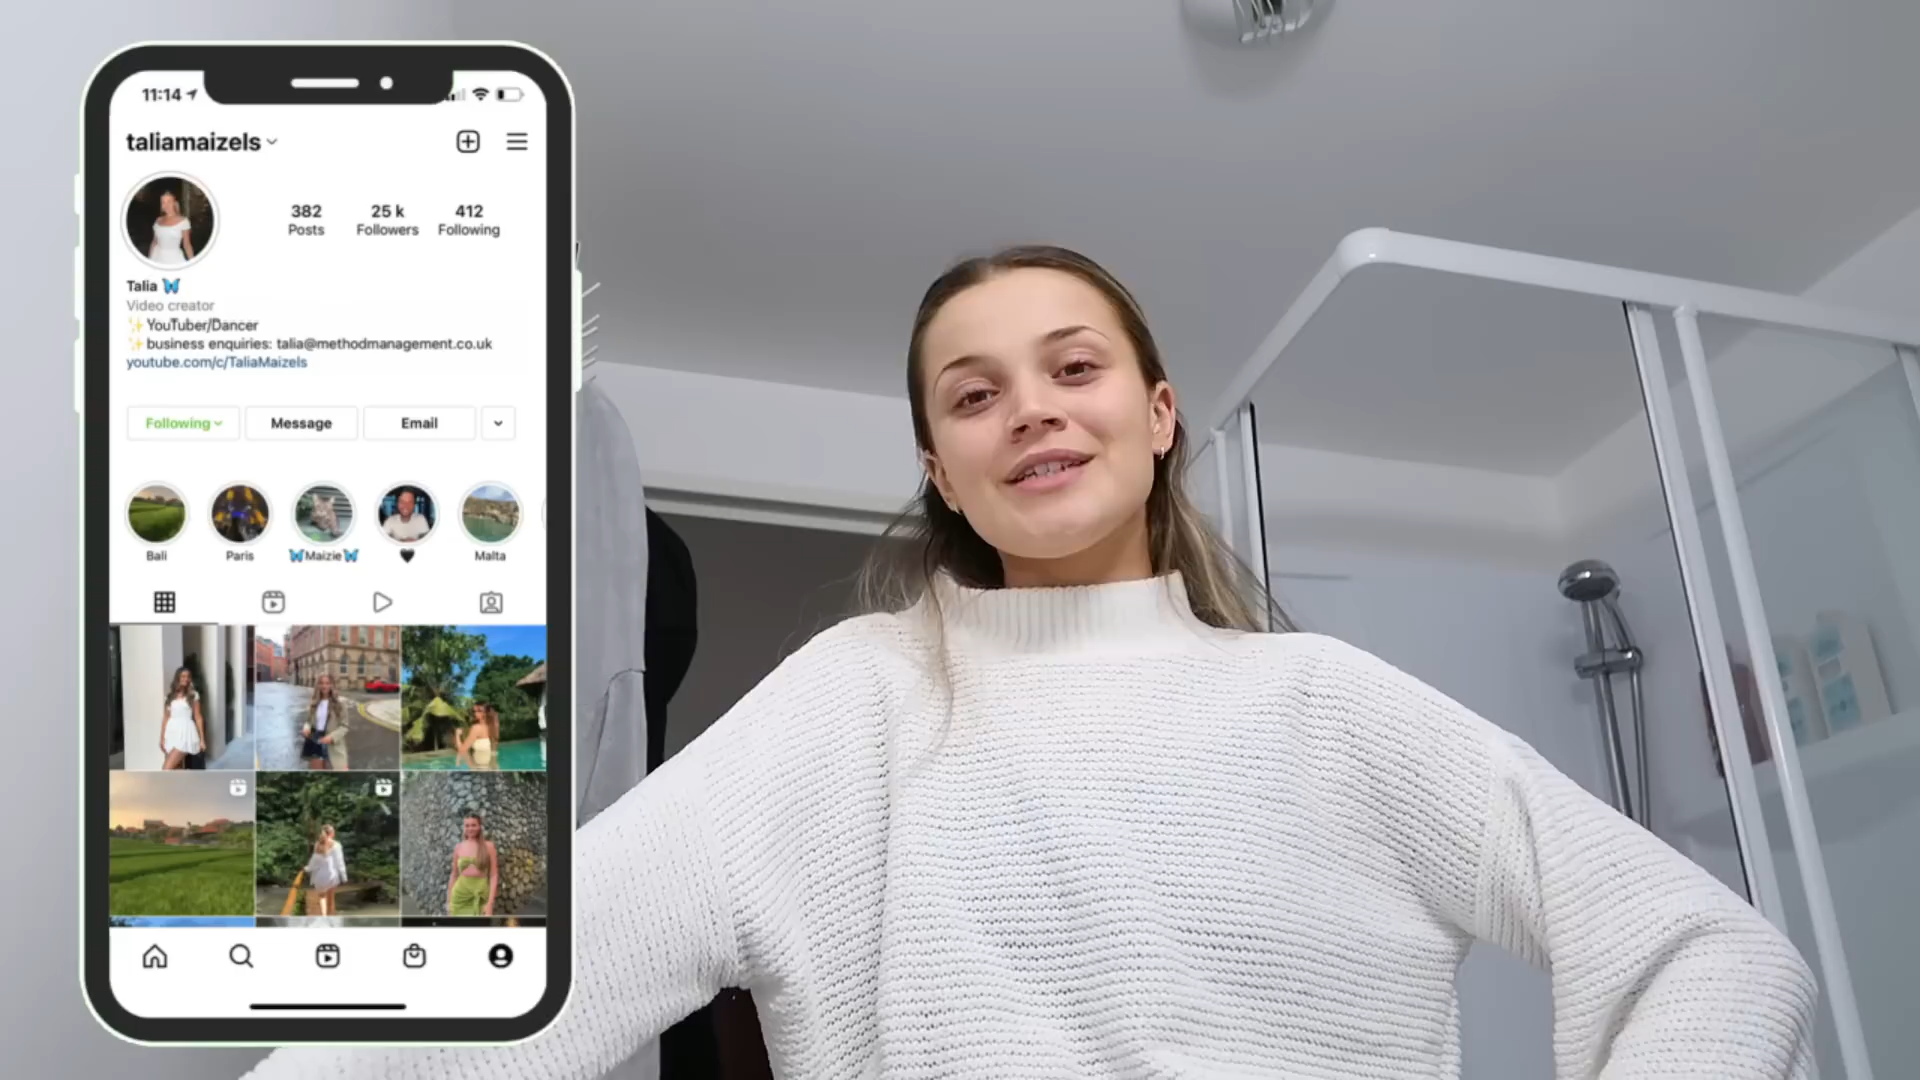 11:14
taliamaizels
382 25 k 412
Posts Followers Following
Talia 🦋
Video creator
✨ YouTuber/Dancer
✨ business enquiries: talia@methodmanagement.co.uk
youtube.com/c/TaliaMaizels
Following Message Email
Bali Paris 🦋Maizie🦋 🖤 Malta